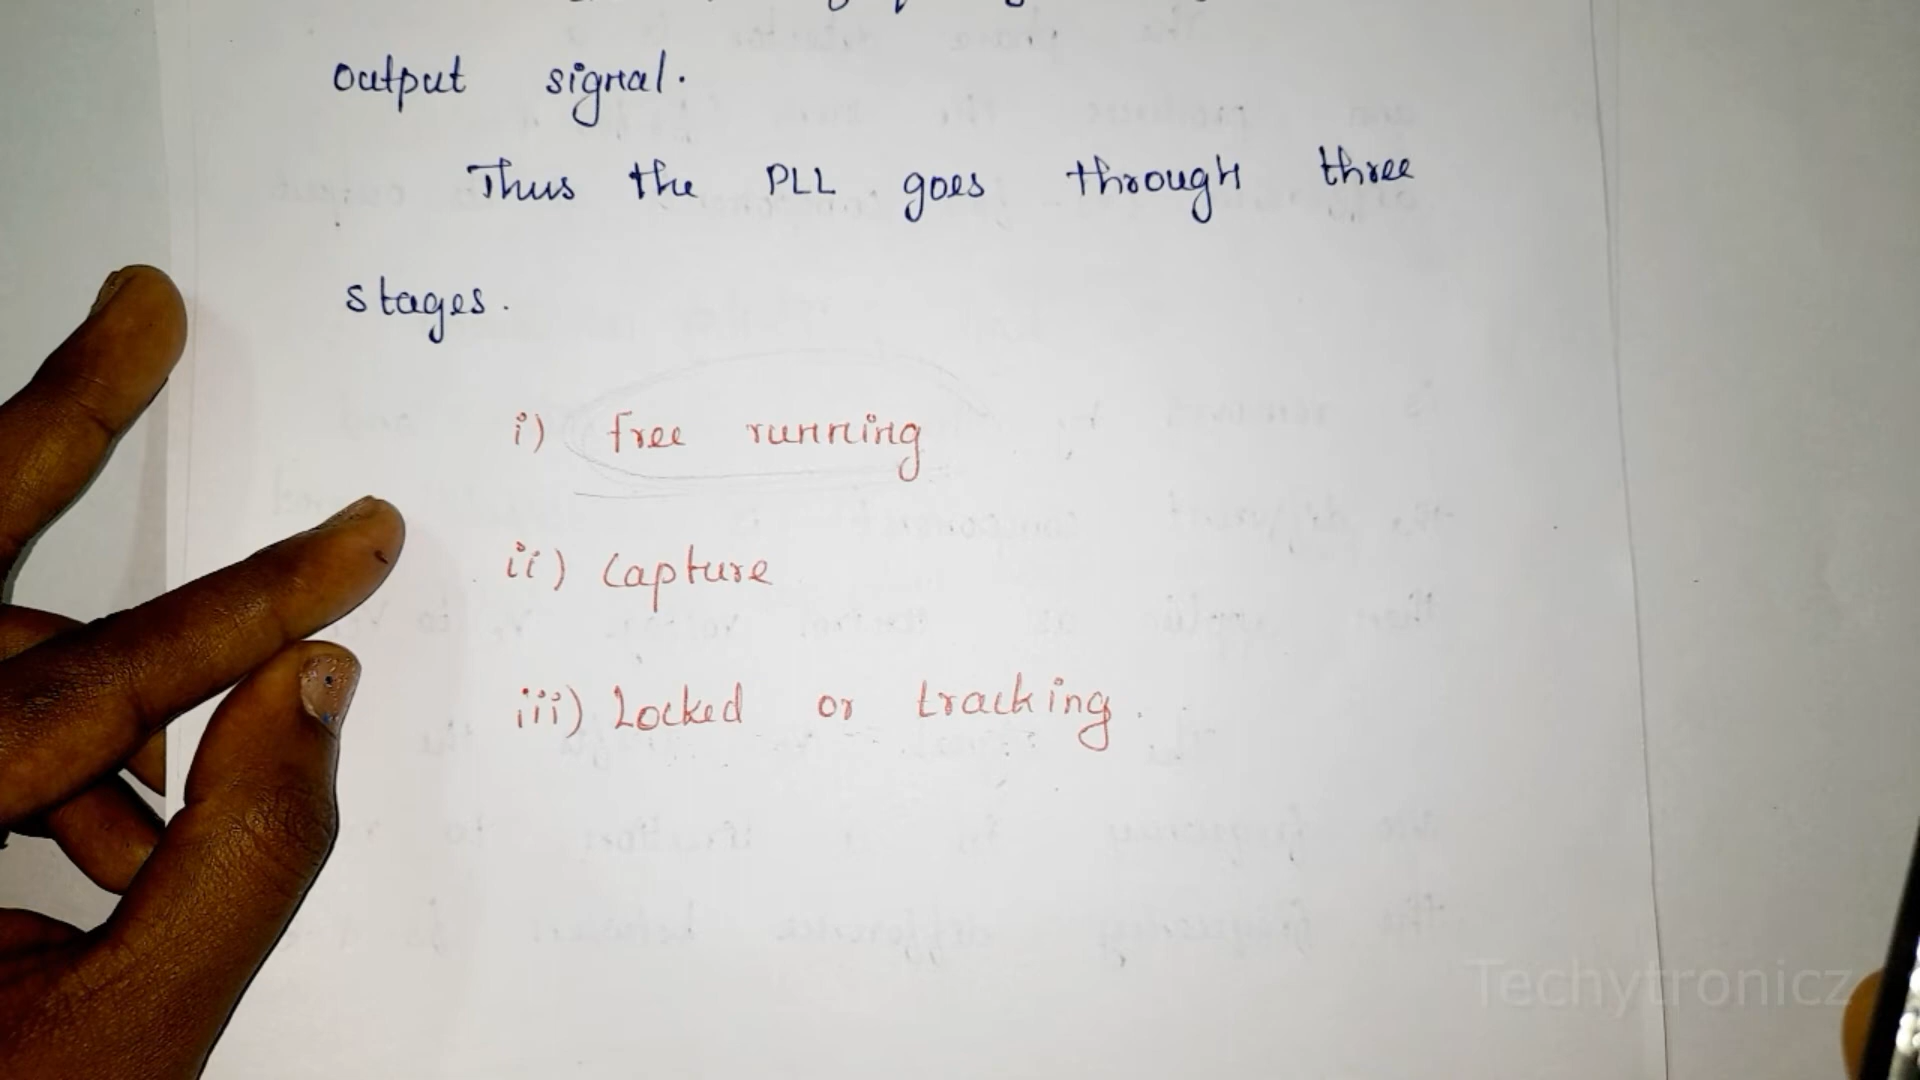 output signal.
Thus the PLL goes through three
stages.
i) free running
ii) Capture
iii) Locked or tracking.
Techytronicz